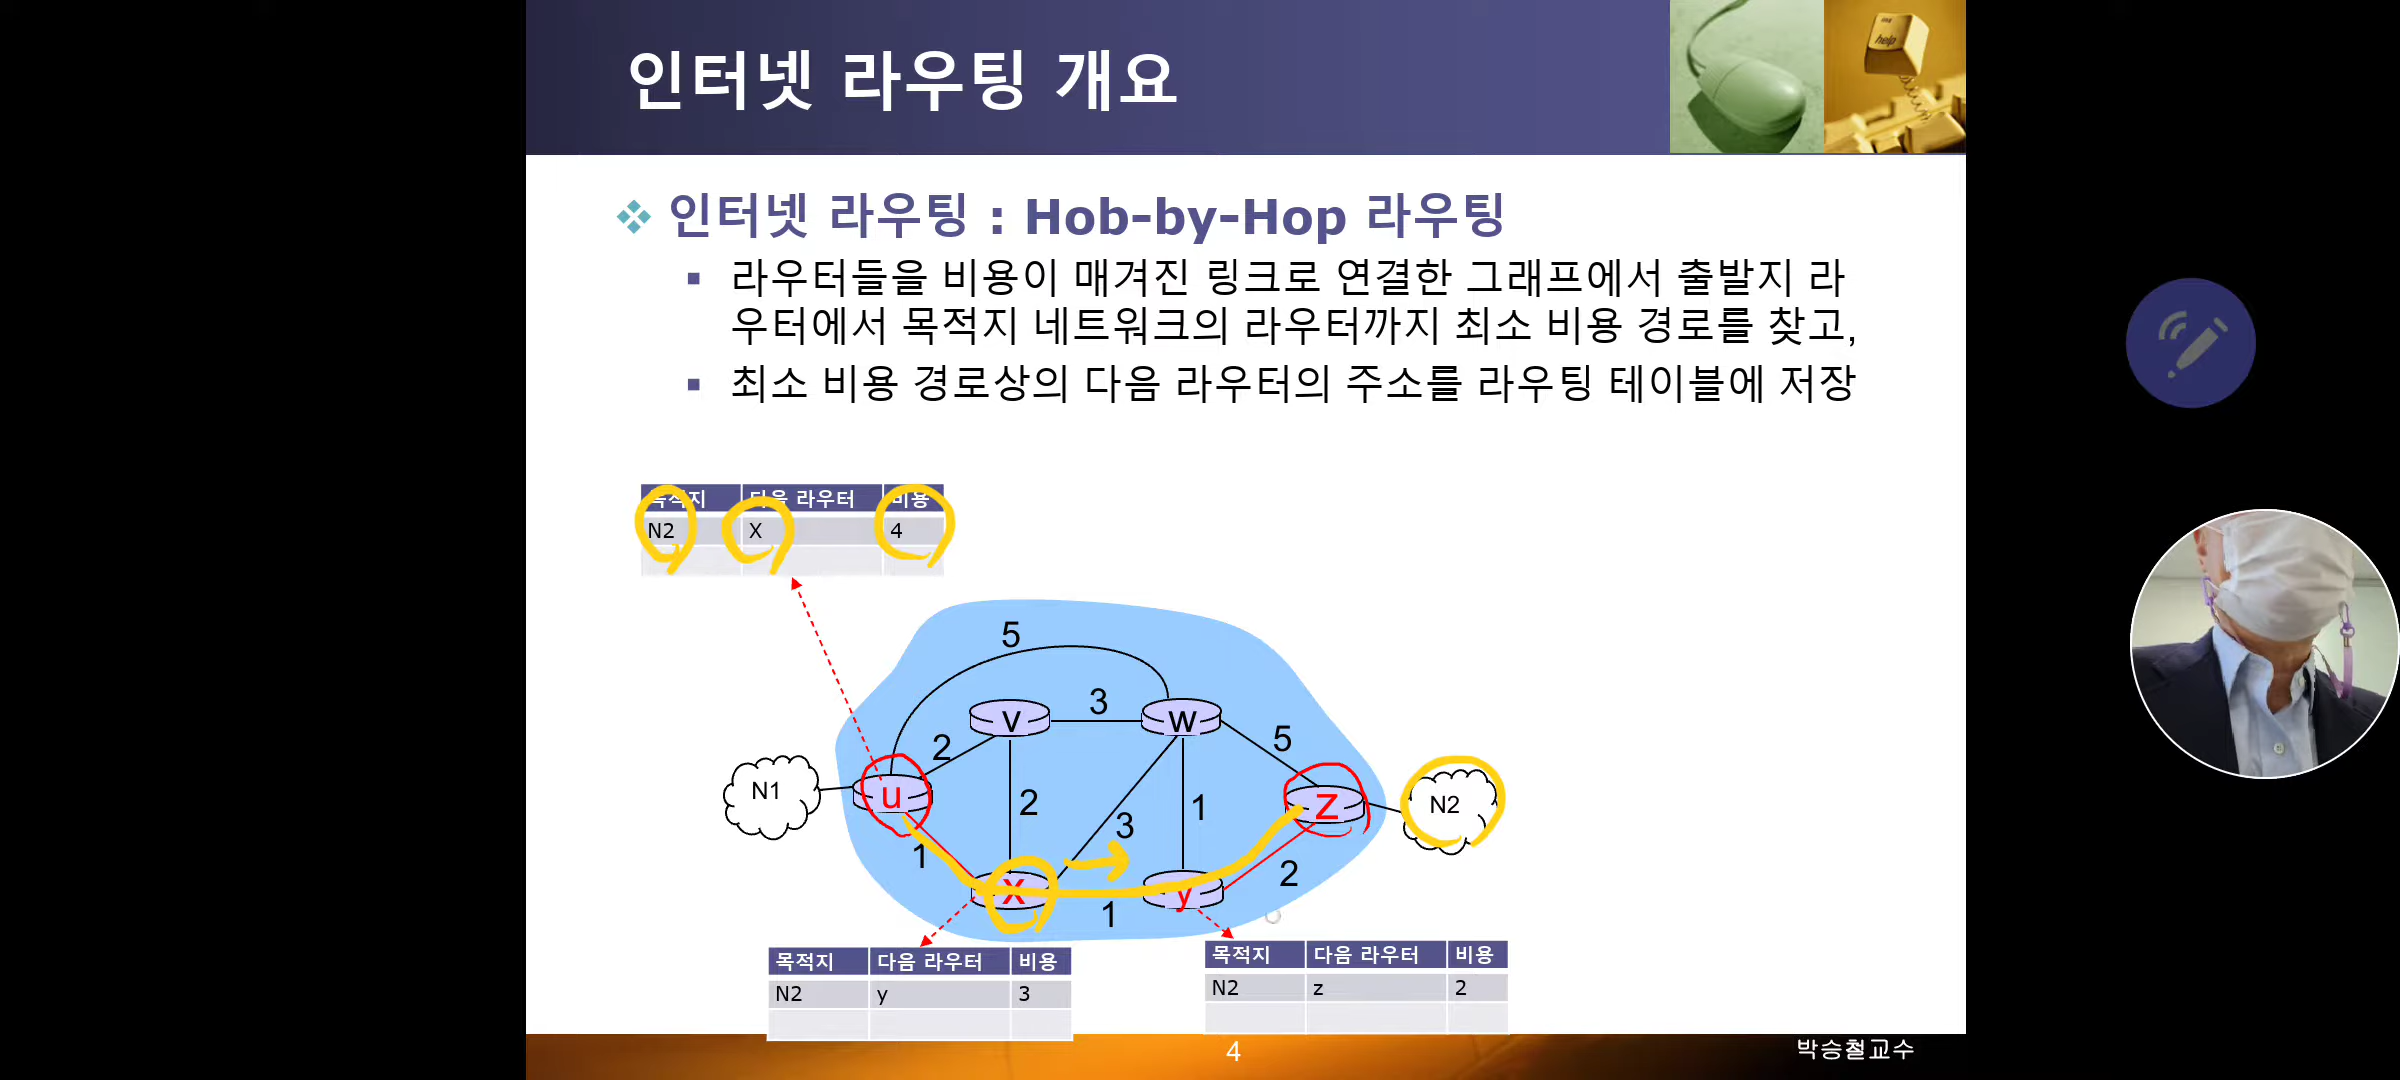 인터넷 라우팅 개요
help
인터넷 라우팅 : Hob-by-Hop 라우팅
라우터들을 비용이 매겨진 링크로 연결한 그래프에서 출발지 라
우터에서 목적지 네트워크의 라우터까지 최소 비용 경로를 찾고,
최소 비용 경로상의 다음 라우터의 주소를 라우팅 테이블에 저장
목적지 다음 라우터 비용
N2 X 4
5
v 3 w
2 5
N1 u 2 1 z N2
3
1 2
x 1 y
목적지 다음 라우터 비용
N2 y 3
목적지 다음 라우터 비용
N2 z 2
4
박승철교수